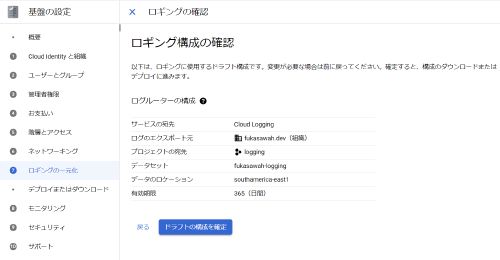 基盤の設定
概要
1 Cloud Identity と組織
2 ユーザーとグループ
3 管理者権限
4 お支払い
5 階層とアクセス
6 ネットワーキング
7 ロギングの一元化
デプロイまたはダウンロード
8 モニタリング
9 セキュリティ
10 サポート
ロギングの確認
ロギング構成の確認
以下は、ロギングに使用するドラフト構成です。変更が必要な場合は前に戻ってください。確定すると、構成のダウンロードまたは
デプロイに進みます。
ログルーターの構成
サービスの宛先 Cloud Logging
ログのエクスポート元 fukasawah.dev（組織）
プロジェクトの宛先 logging
データセット fukasawah-logging
データのロケーション southamerica-east1
有効期限 365（日間）
戻る ドラフトの構成を確定